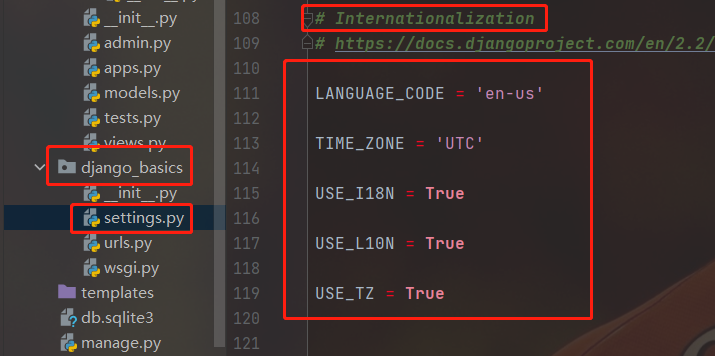 __init__.py
admin.py
apps.py
models.py
tests.py
views.py
django_basics
__init__.py
settings.py
urls.py
wsgi.py
templates
db.sqlite3
manage.py
108 # Internationalization
109 # https://docs.djangoproject.com/en/2.2/
110
111 LANGUAGE_CODE = 'en-us'
112
113 TIME_ZONE = 'UTC'
114
115 USE_I18N = True
116
117 USE_L10N = True
118
119 USE_TZ = True
120
121